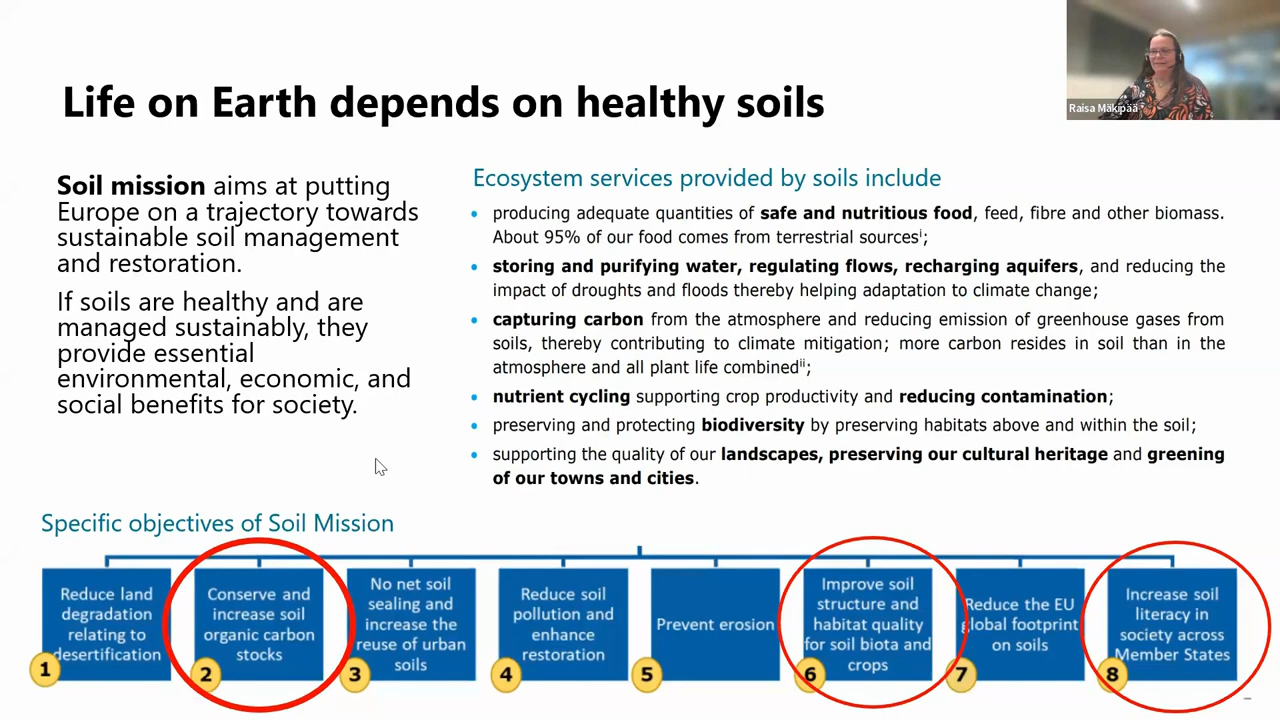 Raisa Mäkipää
Life on Earth depends on healthy soils
Soil mission aims at putting
Europe on a trajectory towards
sustainable soil management
and restoration.
If soils are healthy and are
managed sustainably, they
provide essential
environmental, economic, and
social benefits for society.
Ecosystem services provided by soils include
• producing adequate quantities of safe and nutritious food, feed, fibre and other biomass.
About 95% of our food comes from terrestrial sourcesⁱ;
• storing and purifying water, regulating flows, recharging aquifers, and reducing the
impact of droughts and floods thereby helping adaptation to climate change;
• capturing carbon from the atmosphere and reducing emission of greenhouse gases from
soils, thereby contributing to climate mitigation; more carbon resides in soil than in the
atmosphere and all plant life combinedⁱⁱ;
• nutrient cycling supporting crop productivity and reducing contamination;
• preserving and protecting biodiversity by preserving habitats above and within the soil;
• supporting the quality of our landscapes, preserving our cultural heritage and greening
of our towns and cities.
Specific objectives of Soil Mission
Reduce land
degradation
relating to
desertification
1
Conserve and
increase soil
organic carbon
stocks
2
No net soil
sealing and
increase the
reuse of urban
soils
3
Reduce soil
pollution and
enhance
restoration
4
Prevent erosion
5
Improve soil
structure and
habitat quality
for soil biota and
crops
6
Reduce the EU
global footprint
on soils
7
Increase soil
literacy in
society across
Member States
8